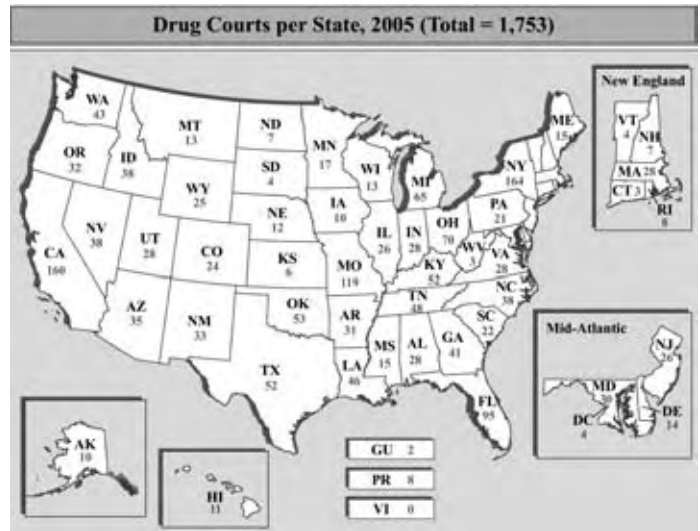 Drug Courts per State, 2005 (Total = 1,753)
New England
WA
43
MT
13
ND
7
MN
17
ME
15
VT
4
NH
7
OR
32
ID
38
SD
4
WI
13
MI
65
NY
164
MA 28
CT 3
RI
WY
25
IA
10
PA
21
NE
12
NV
38
UT
28
CO
24
IL
26
IN
28
OH
70
WV
3
VA
28
CA
160
KS
6
MO
119
KY
52
NC
38
AZ
35
NM
33
OK
53
AR
31
TN
48
SC
22
Mid-Atlantic
NJ
26
MS
15
AL
28
GA
41
TX
52
LA
46
MD
DE
14
DC
4
FL
95
AK
10
HI
11
GU 2
PR 8
VI 0